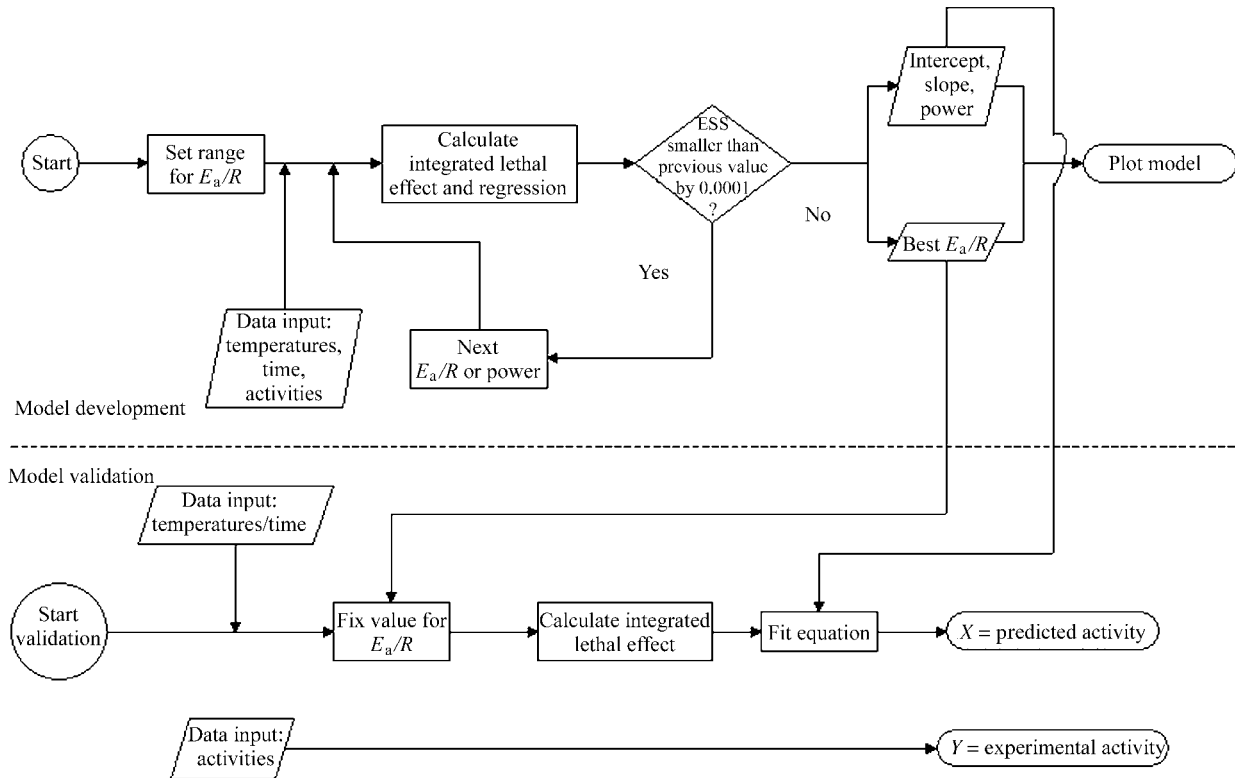 Start
Set range
for Ea/R
Data input:
temperatures,
time,
activities
Calculate
integrated lethal
effect and regression
Next
Ea/R or power
ESS
smaller than
previous value
by 0.0001
?
Yes
No
Intercept,
slope,
power
Best Ea/R
Plot model
Model development
Model validation
Data input:
temperatures/time
Start
validation
Fix value for
Ea/R
Calculate integrated
lethal effect
Fit equation
X = predicted activity
Data input:
activities
Y = experimental activity